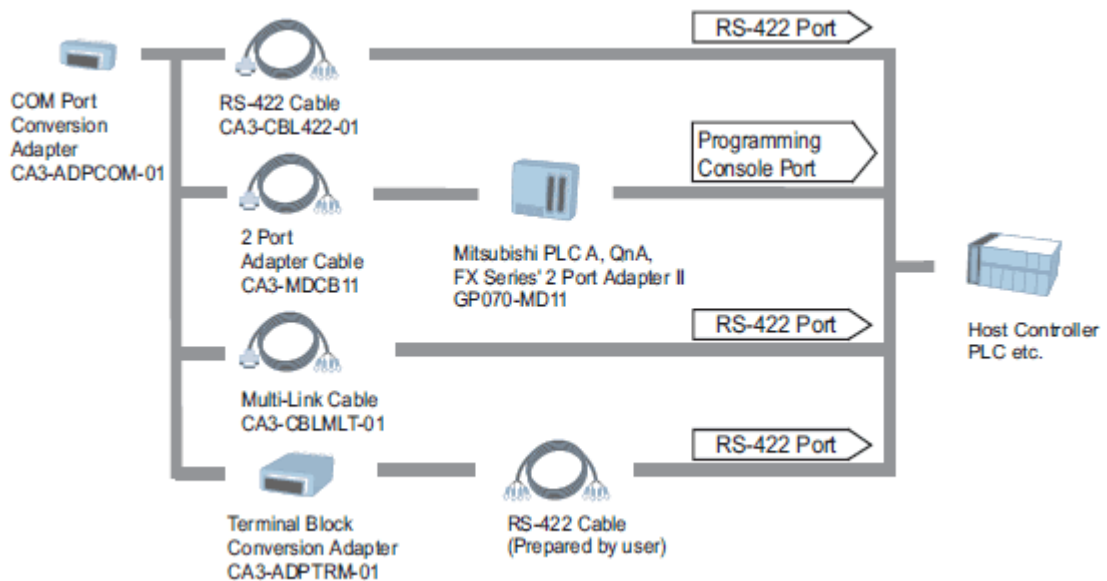 RS-422 Port
COM Port
Conversion
Adapter
CA3-ADPCOM-01
RS-422 Cable
CA3-CBL422-01
Programming
Console Port
2 Port
Adapter Cable
CA3-MDCB11
Mitsubishi PLC A, QnA,
FX Series' 2 Port Adapter II
GP070-MD11
RS-422 Port
Host Controller
PLC etc.
Multi-Link Cable
CA3-CBLMLT-01
RS-422 Port
Terminal Block
Conversion Adapter
CA3-ADPTRM-01
RS-422 Cable
(Prepared by user)